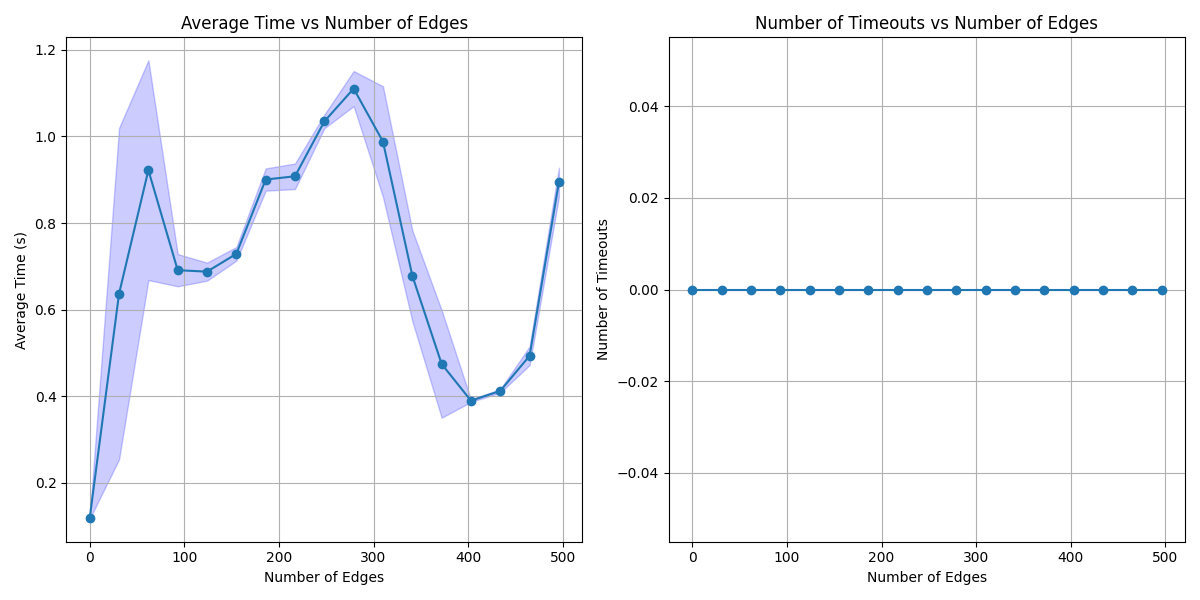 Average Time vs Number of Edges
1.2
1.0
0.8
0.6
0.4
0.2
Average Time (s)
0 100 200 300 400 500
Number of Edges
Number of Timeouts vs Number of Edges
0.04
0.02
0.00
−0.02
−0.04
Number of Timeouts
0 100 200 300 400 500
Number of Edges